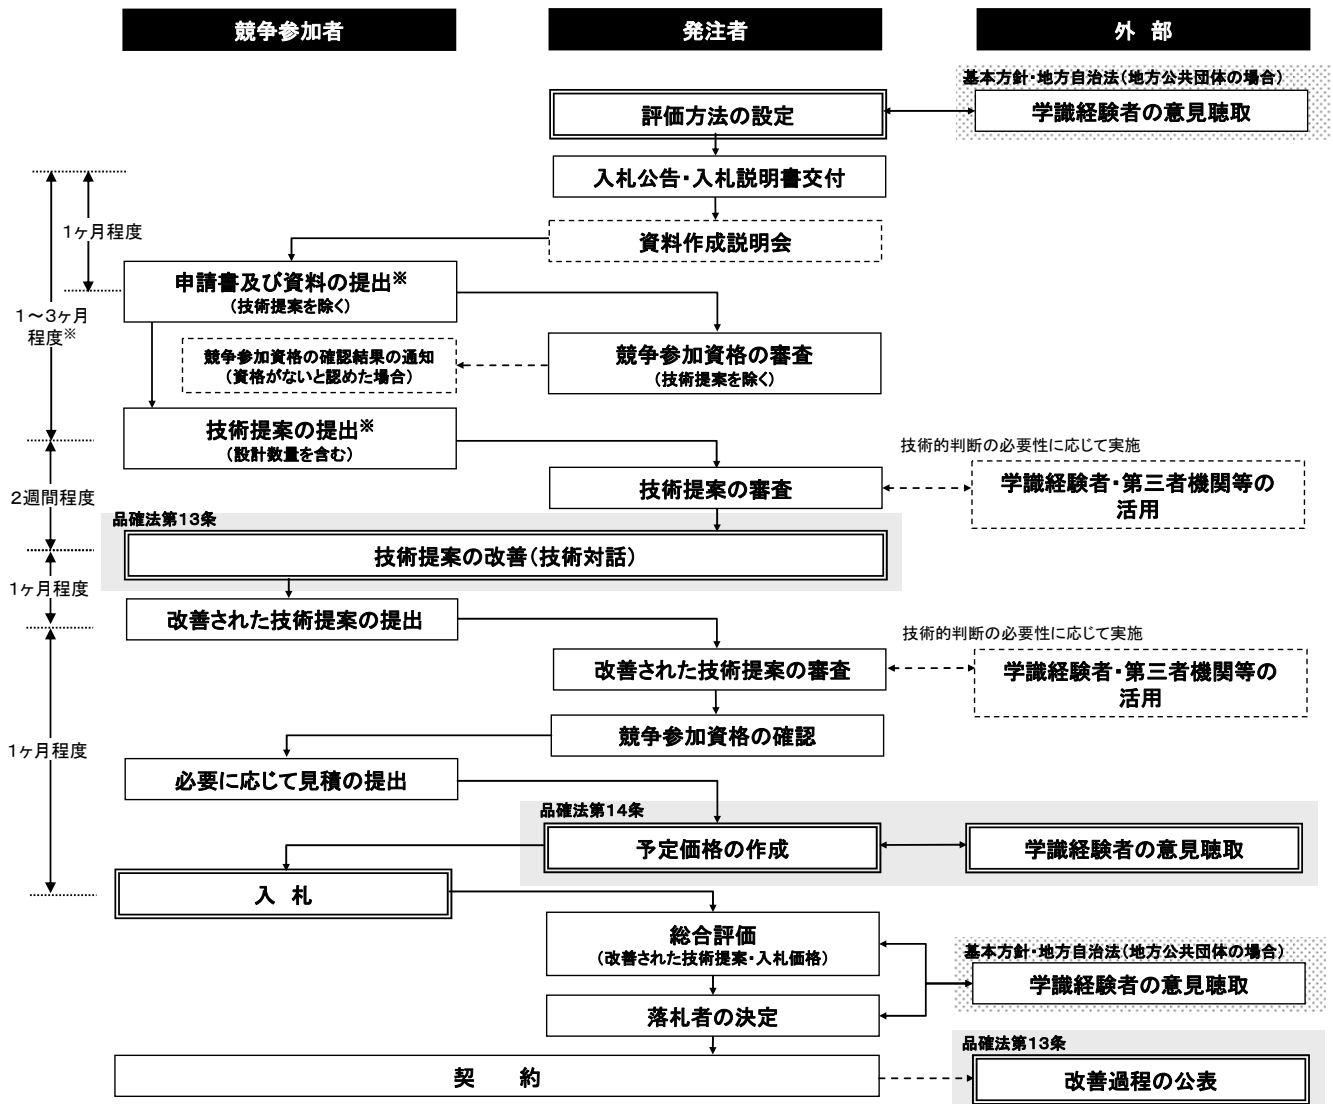 競争参加者
発注者
外 部
基本方針・地方自治法(地方公共団体の場合)
評価方法の設定
学識経験者の意見聴取
入札公告・入札説明書交付
1ヶ月程度
資料作成説明会
申請書及び資料の提出※
(技術提案を除く)
1～3ヶ月
程度※
競争参加資格の確認結果の通知
(資格がないと認めた場合)
競争参加資格の審査
(技術提案を除く)
技術提案の提出※
(設計数量を含む)
技術的判断の必要性に応じて実施
2週間程度
技術提案の審査
学識経験者・第三者機関等の
活用
品確法第13条
技術提案の改善(技術対話)
1ヶ月程度
改善された技術提案の提出
技術的判断の必要性に応じて実施
改善された技術提案の審査
学識経験者・第三者機関等の
活用
競争参加資格の確認
1ヶ月程度
必要に応じて見積の提出
品確法第14条
予定価格の作成
学識経験者の意見聴取
入 札
総合評価
(改善された技術提案・入札価格)
基本方針・地方自治法(地方公共団体の場合)
学識経験者の意見聴取
落札者の決定
品確法第13条
契 約
改善過程の公表